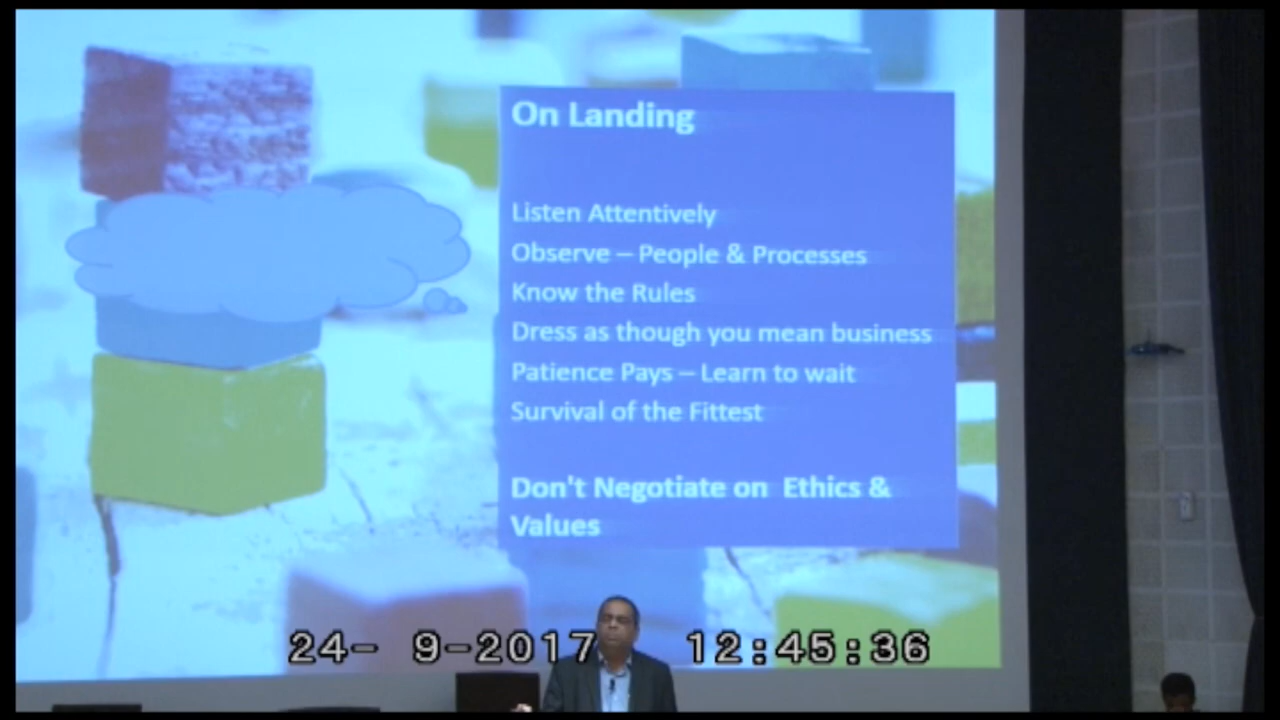 On Landing
Listen Attentively
Observe – People & Processes
Know the Rules
Dress as though you mean business
Patience Pays – Learn to wait
Survival of the Fittest
Don't Negotiate on Ethics &
Values
24- 9-2017 12:45:36